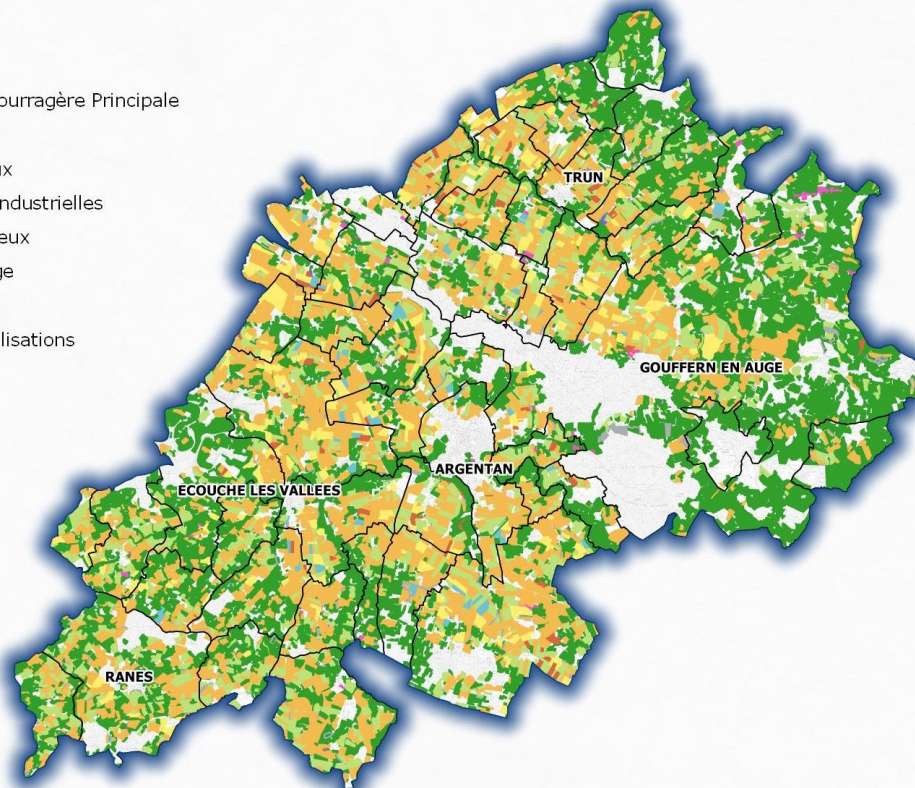 ourragère Principale
ux
ndustrielles
eux
ge
lisations
TRUN
GOUFFERN EN AUGE
ARGENTAN
ECOUCHE LES VALLEES
RANES